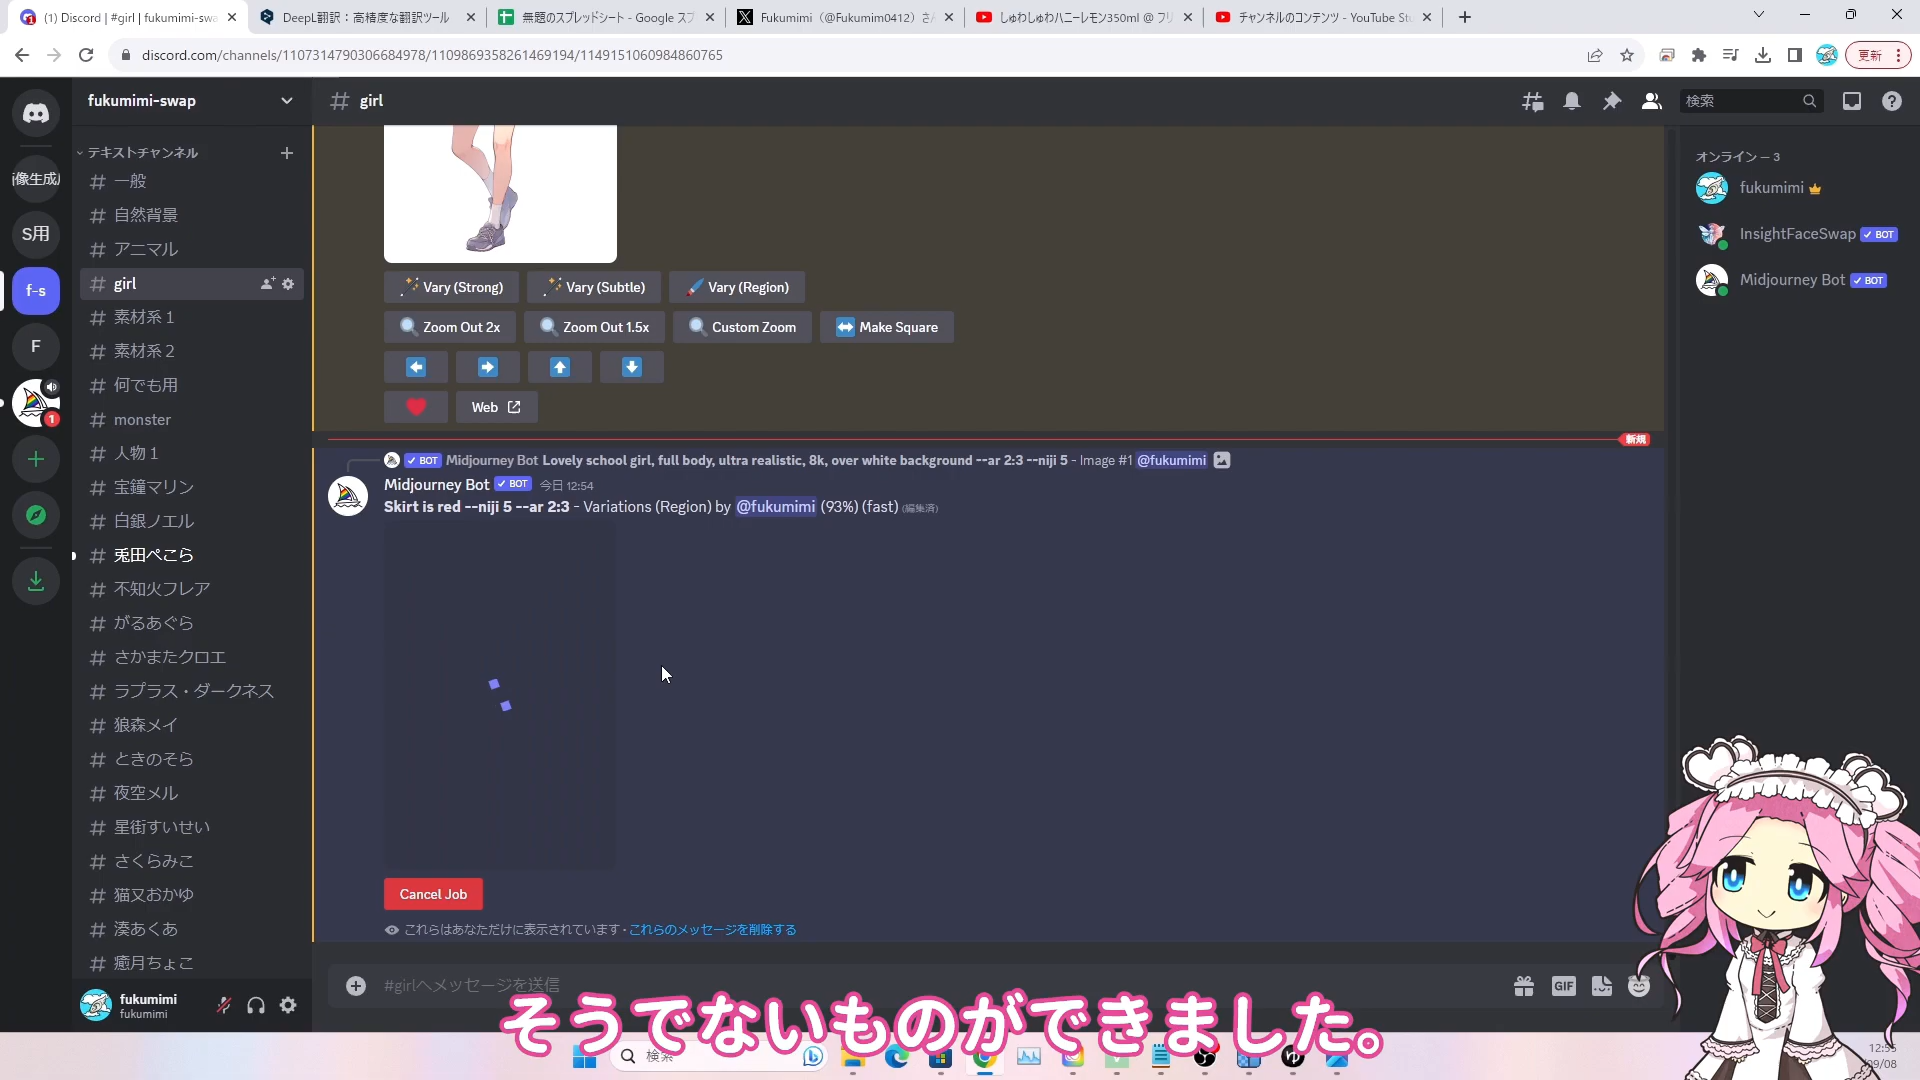 (1) Discord | #girl | fukumimi-swa
DeepL翻訳：高精度な翻訳ツール
無題のスプレッドシート - Google スプ
Fukumimi（@Fukumim0412）さん
しゅわしゅわハニーレモン350ml @ フリ
チャンネルのコンテンツ - YouTube Stu
discord.com/channels/1107314790306684978/1109869358261469194/1149151060984860765
更新
fukumimi-swap
girl
検索
テキストチャンネル
一般
自然背景
アニマル
girl
素材系１
素材系２
何でも用
monster
人物１
宝鐘マリン
白銀ノエル
兎田ぺこら
不知火フレア
がるあぐら
さかまたクロエ
ラプラス・ダークネス
狼森メイ
ときのそら
夜空メル
星街すいせい
さくらみこ
猫又おかゆ
湊あくあ
癒月ちょこ
S用
f-s
F
1
fukumimi
fukumimi
Vary (Strong)
Vary (Subtle)
Vary (Region)
Zoom Out 2x
Zoom Out 1.5x
Custom Zoom
Make Square
Web
新規
BOT Midjourney Bot Lovely school girl, full body, ultra realistic, 8k, over white background --ar 2:3 --niji 5 - Image #1 @fukumimi
Midjourney Bot BOT 今日 12:54
Skirt is red --niji 5 --ar 2:3 - Variations (Region) by @fukumimi (93%) (fast) (編集済)
Cancel Job
これらはあなただけに表示されています・これらのメッセージを削除する
#girlへメッセージを送信
GIF
オンライン－3
fukumimi
InsightFaceSwap BOT
Midjourney Bot BOT
そうでないものができました。
検索